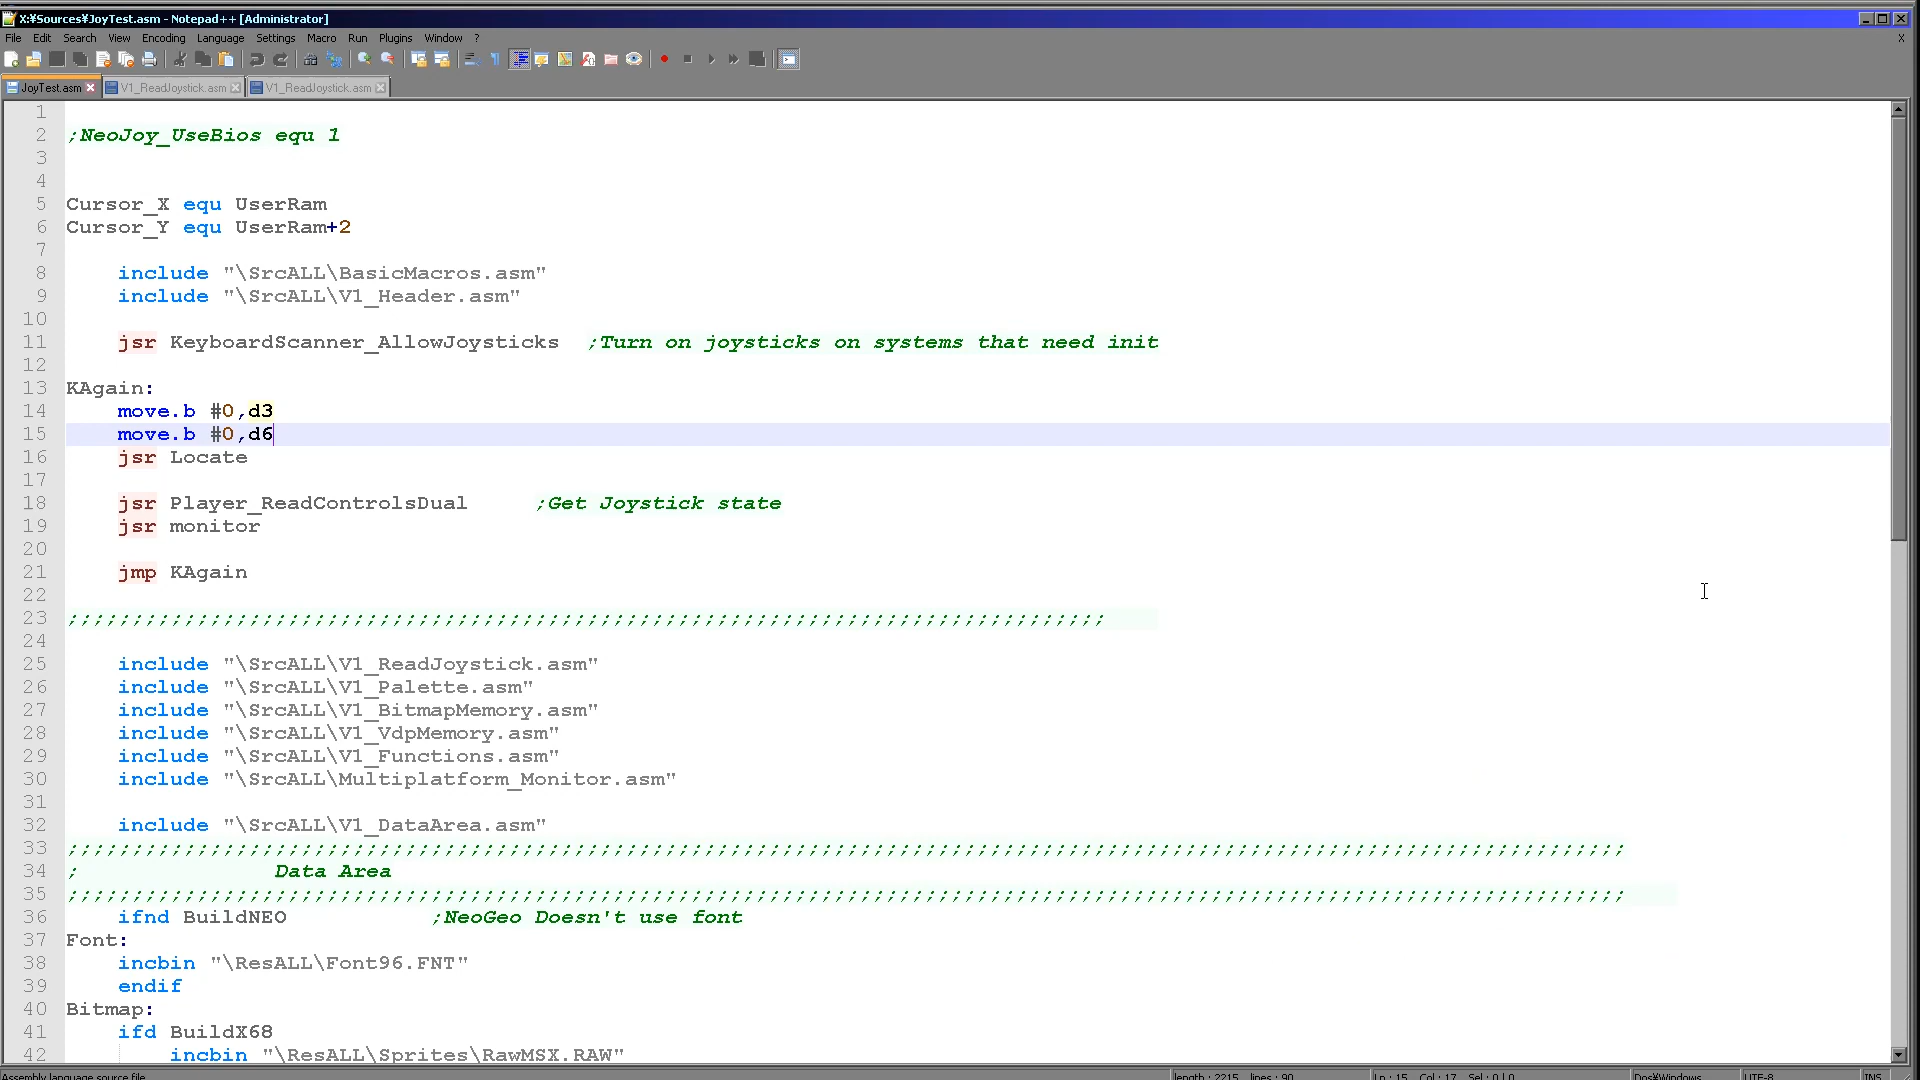 X:¥Sources¥JoyTest.asm - Notepad++ [Administrator]
File Edit Search View Encoding Language Settings Macro Run Plugins Window ? X
JoyTest.asm V1_ReadJoystick.asm V1_ReadJoystick.asm
1
2 ;NeoJoy_UseBios equ 1
3
4
5 Cursor_X equ UserRam
6 Cursor_Y equ UserRam+2
7
8 include "\SrcALL\BasicMacros.asm"
9 include "\SrcALL\V1_Header.asm"
10
11 jsr KeyboardScanner_AllowJoysticks ;Turn on joysticks on systems that need init
12
13 KAgain:
14 move.b #0,d3
15 move.b #0,d6
16 jsr Locate
17
18 jsr Player_ReadControlsDual ;Get Joystick state
19 jsr monitor
20
21 jmp KAgain
22
23 ;;;;;;;;;;;;;;;;;;;;;;;;;;;;;;;;;;;;;;;;;;;;;;;;;;;;;;;;;;;;;;;;;;;;;;;;;;;;;;;;
24
25 include "\SrcALL\V1_ReadJoystick.asm"
26 include "\SrcALL\V1_Palette.asm"
27 include "\SrcALL\V1_BitmapMemory.asm"
28 include "\SrcALL\V1_VdpMemory.asm"
29 include "\SrcALL\V1_Functions.asm"
30 include "\SrcALL\Multiplatform_Monitor.asm"
31
32 include "\SrcALL\V1_DataArea.asm"
33 ;;;;;;;;;;;;;;;;;;;;;;;;;;;;;;;;;;;;;;;;;;;;;;;;;;;;;;;;;;;;;;;;;;;;;;;;;;;;;;;;;;;;;;;;;;;;;;;;;;;;;;;;;;;;;;;;;;;;;;;;
34 ; Data Area
35 ;;;;;;;;;;;;;;;;;;;;;;;;;;;;;;;;;;;;;;;;;;;;;;;;;;;;;;;;;;;;;;;;;;;;;;;;;;;;;;;;;;;;;;;;;;;;;;;;;;;;;;;;;;;;;;;;;;;;;;;;
36 ifnd BuildNEO ;NeoGeo Doesn't use font
37 Font:
38 incbin "\ResALL\Font96.FNT"
39 endif
40 Bitmap:
41 ifd BuildX68
42 incbin "\ResALL\Sprites\RawMSX.RAW"
Assembly language source file length : 2215 lines : 90 Ln : 15 Col : 17 Sel : 0 | 0 Dos¥Windows UTF-8 INS